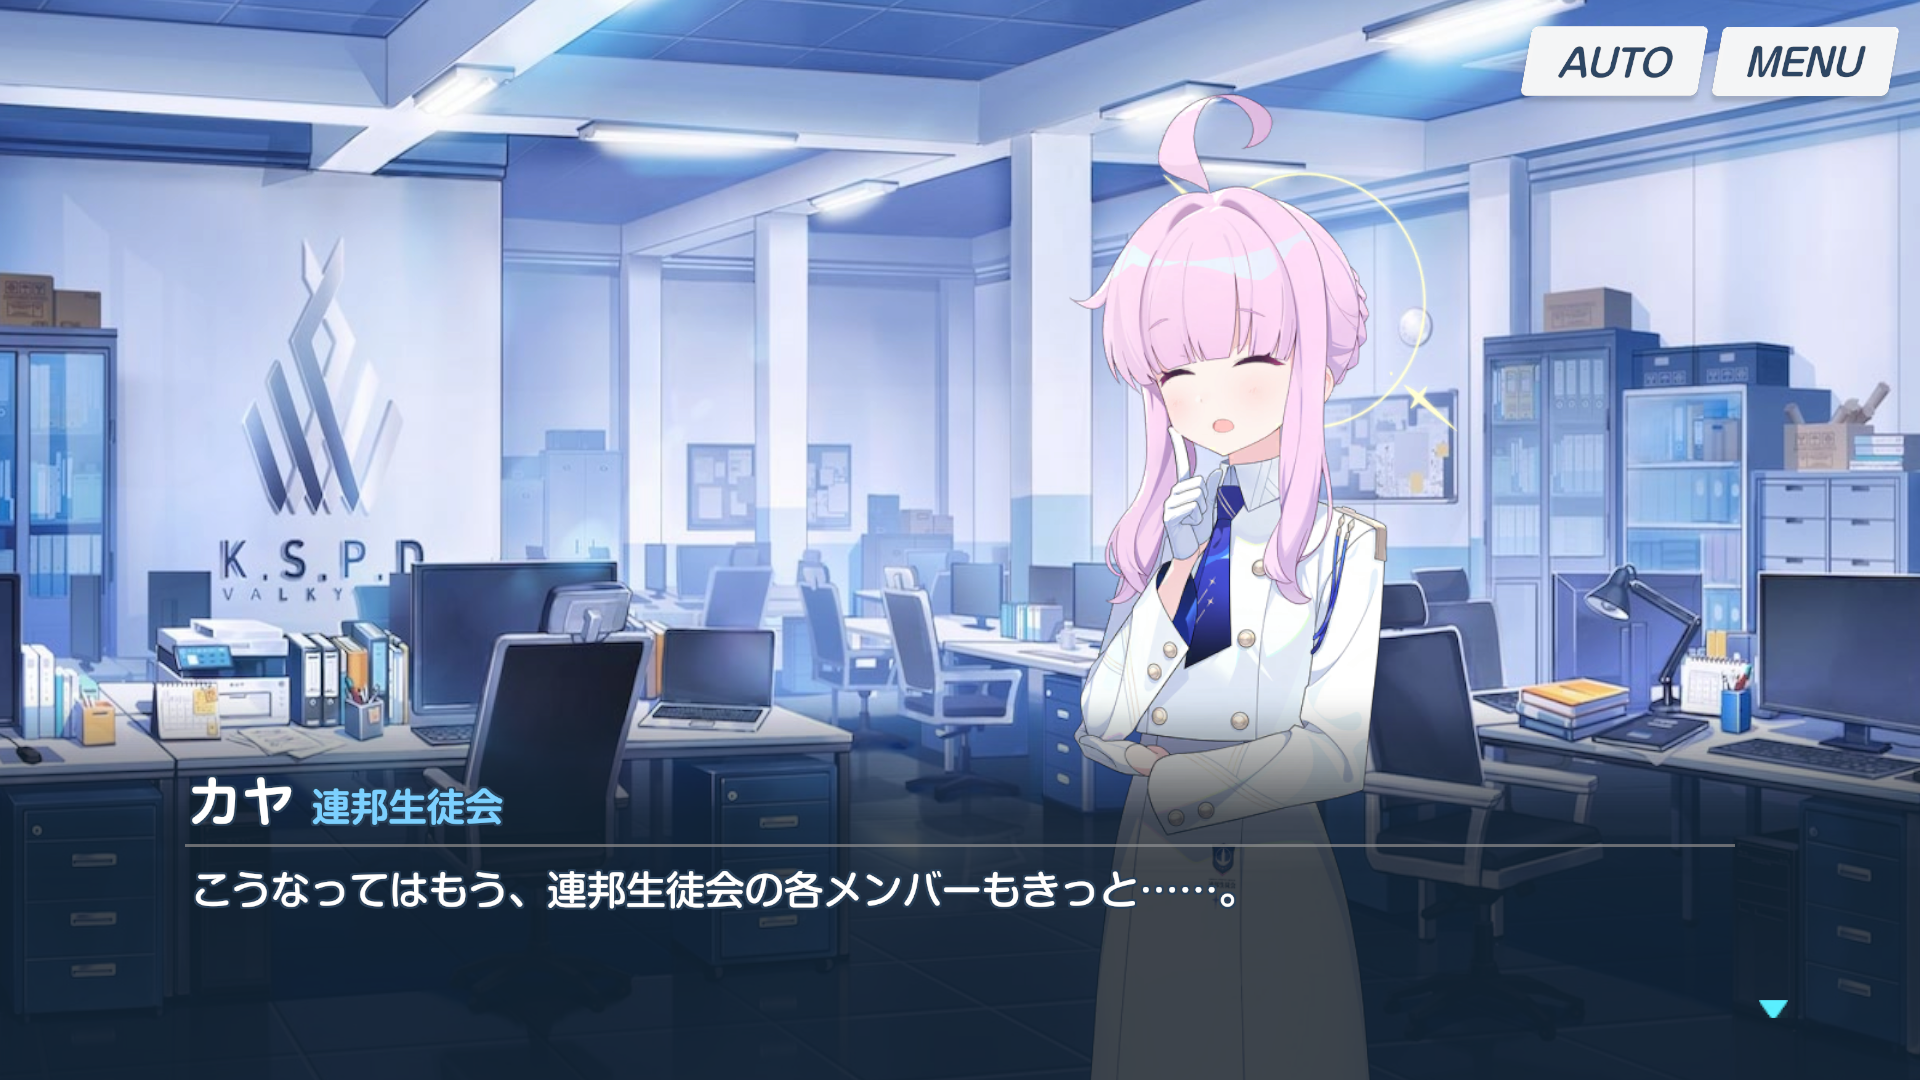 AUTO
MENU
K.S.P.D
VALKY
カヤ 連邦生徒会
こうなってはもう、連邦生徒会の各メンバーもきっと……。